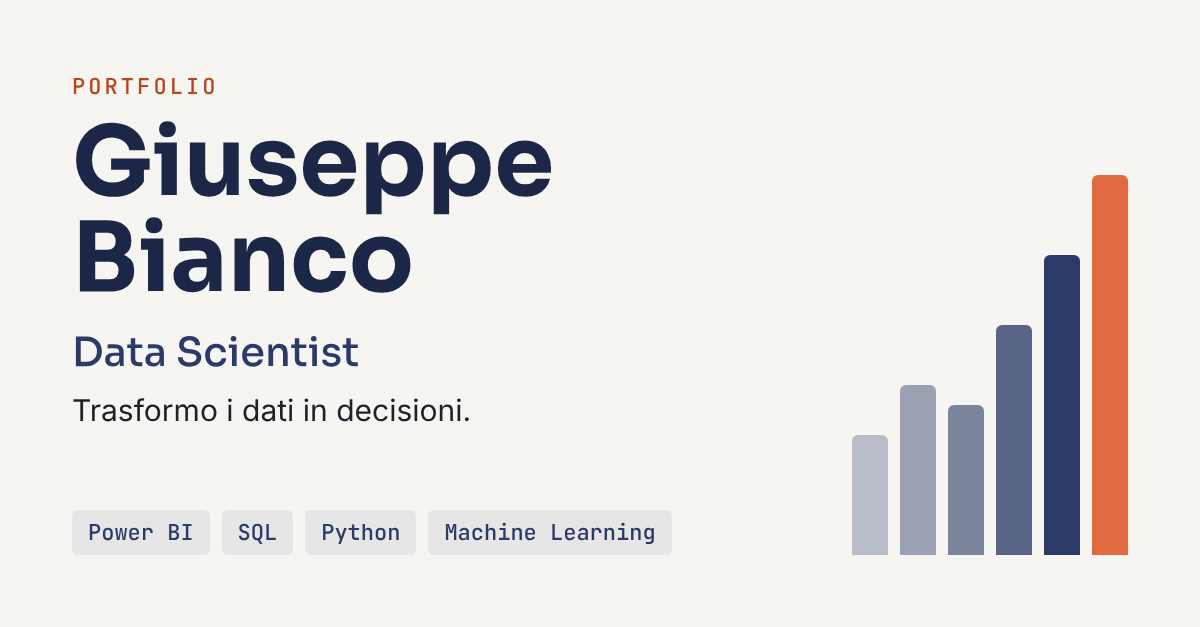 PORTFOLIO
Giuseppe
Bianco
Data Scientist
Trasformo i dati in decisioni.
Power BI SQL Python Machine Learning